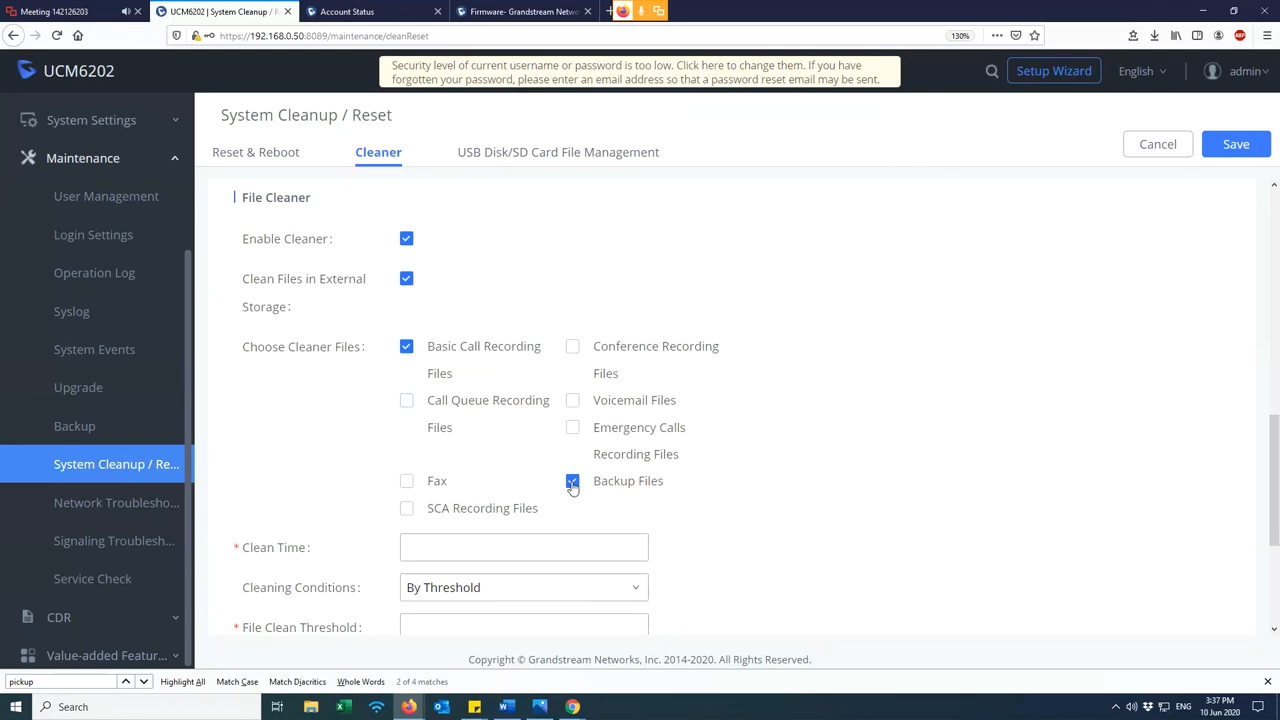 Meeting 142126203
UCM6202 | System Cleanup / R
Account Status
Firmware- Grandstream Netwo
https://192.168.0.50:8089/maintenance/cleanReset
130%
ABP
UCM6202
Security level of current username or password is too low. Click here to change them. If you have
forgotten your password, please enter an email address so that a password reset email may be sent.
Setup Wizard
English
admin
System Settings
Maintenance
User Management
Login Settings
Operation Log
Syslog
System Events
Upgrade
Backup
System Cleanup / Re...
Network Troublesho...
Signaling Troublesh...
Service Check
CDR
Value-added Featur...
System Cleanup / Reset
Reset & Reboot
Cleaner
USB Disk/SD Card File Management
Cancel
Save
File Cleaner
Enable Cleaner :
Clean Files in External
Storage :
Choose Cleaner Files :
Basic Call Recording
Files
Conference Recording
Files
Call Queue Recording
Files
Voicemail Files
Emergency Calls
Recording Files
Fax
Backup Files
SCA Recording Files
* Clean Time :
Cleaning Conditions :
By Threshold
* File Clean Threshold :
Copyright © Grandstream Networks, Inc. 2014-2020. All Rights Reserved.
pickup
Highlight All
Match Case
Match Diacritics
Whole Words
2 of 4 matches
Search
ENG
3:37 PM
10 Jun 2020